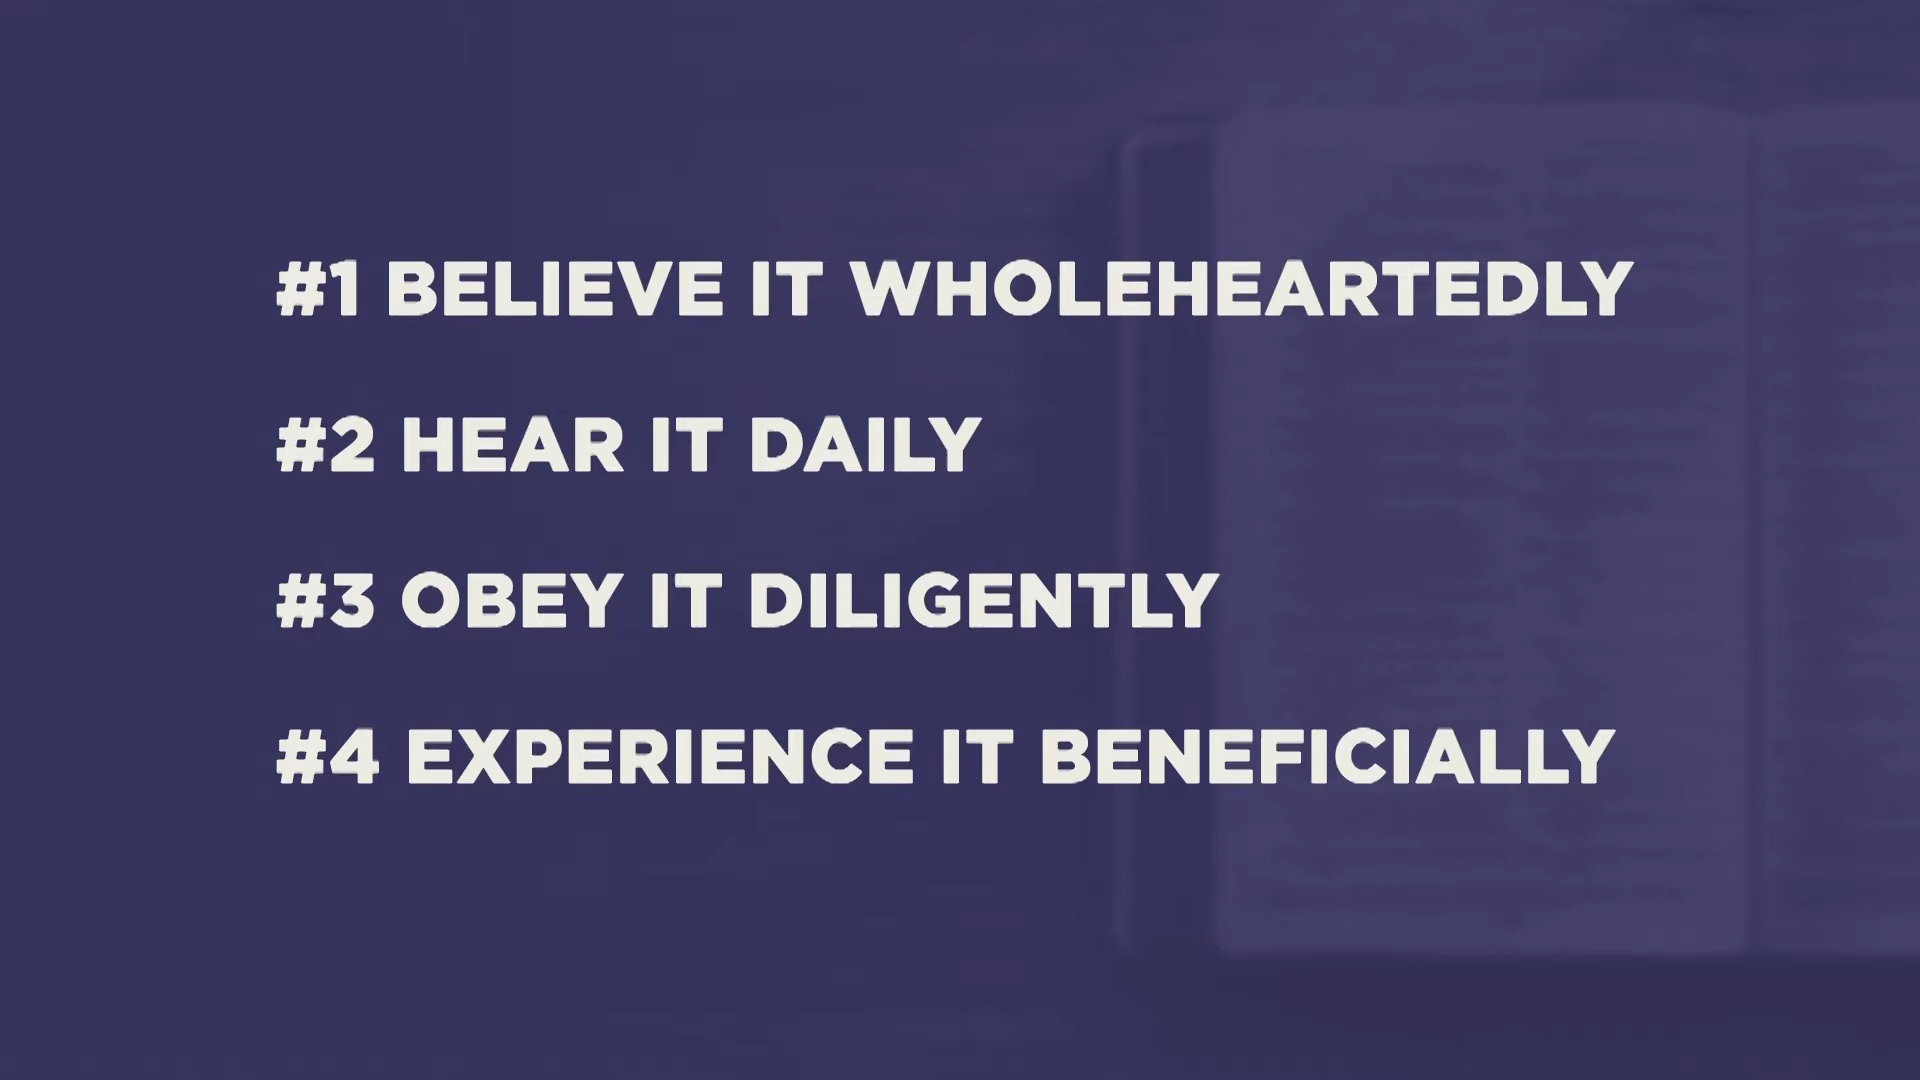 #1 BELIEVE IT WHOLEHEARTEDLY
#2 HEAR IT DAILY
#3 OBEY IT DILIGENTLY
#4 EXPERIENCE IT BENEFICIALLY